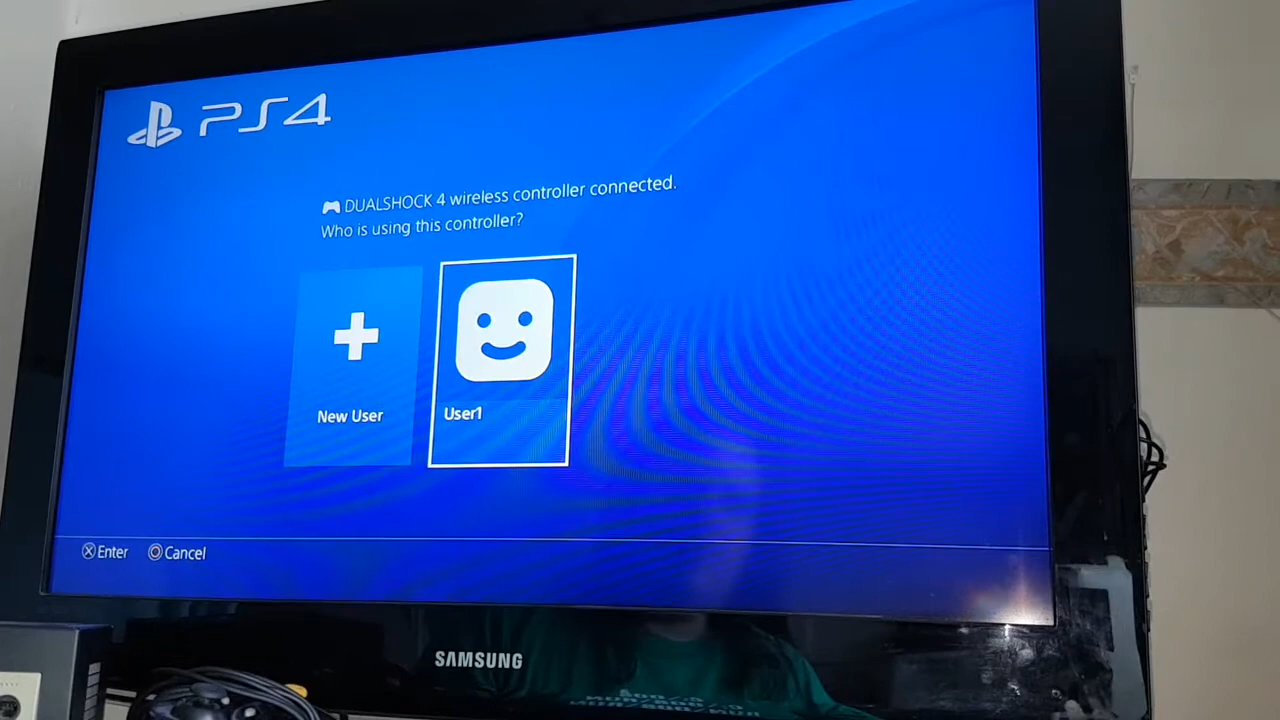 PS4
DUALSHOCK 4 wireless controller connected.
Who is using this controller?
New User
User1
Enter
Cancel
SAMSUNG